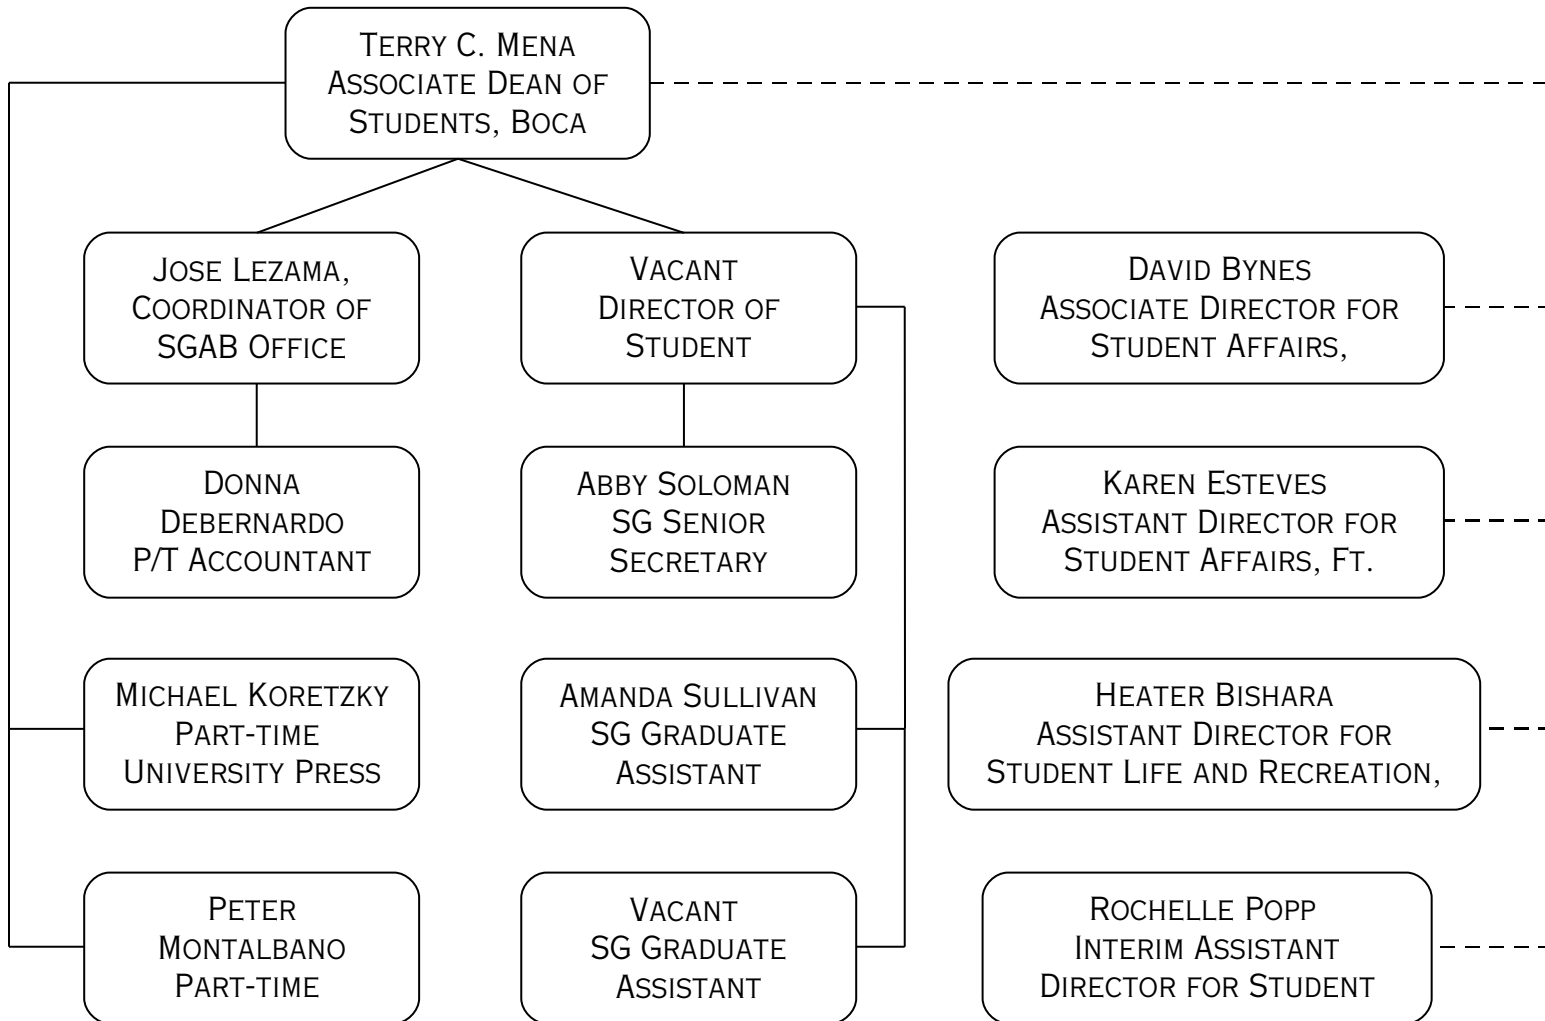 TERRY C. MENA
ASSOCIATE DEAN OF
STUDENTS, BOCA
JOSE LEZAMA,
COORDINATOR OF
SGAB OFFICE
VACANT
DIRECTOR OF
STUDENT
DAVID BYNES
ASSOCIATE DIRECTOR FOR
STUDENT AFFAIRS,
DONNA
DEBERNARDO
P/T ACCOUNTANT
ABBY SOLOMAN
SG SENIOR
SECRETARY
KAREN ESTEVES
ASSISTANT DIRECTOR FOR
STUDENT AFFAIRS, FT.
MICHAEL KORETZKY
PART-TIME
UNIVERSITY PRESS
AMANDA SULLIVAN
SG GRADUATE
ASSISTANT
HEATER BISHARA
ASSISTANT DIRECTOR FOR
STUDENT LIFE AND RECREATION,
PETER
MONTALBANO
PART-TIME
VACANT
SG GRADUATE
ASSISTANT
ROCHELLE POPP
INTERIM ASSISTANT
DIRECTOR FOR STUDENT